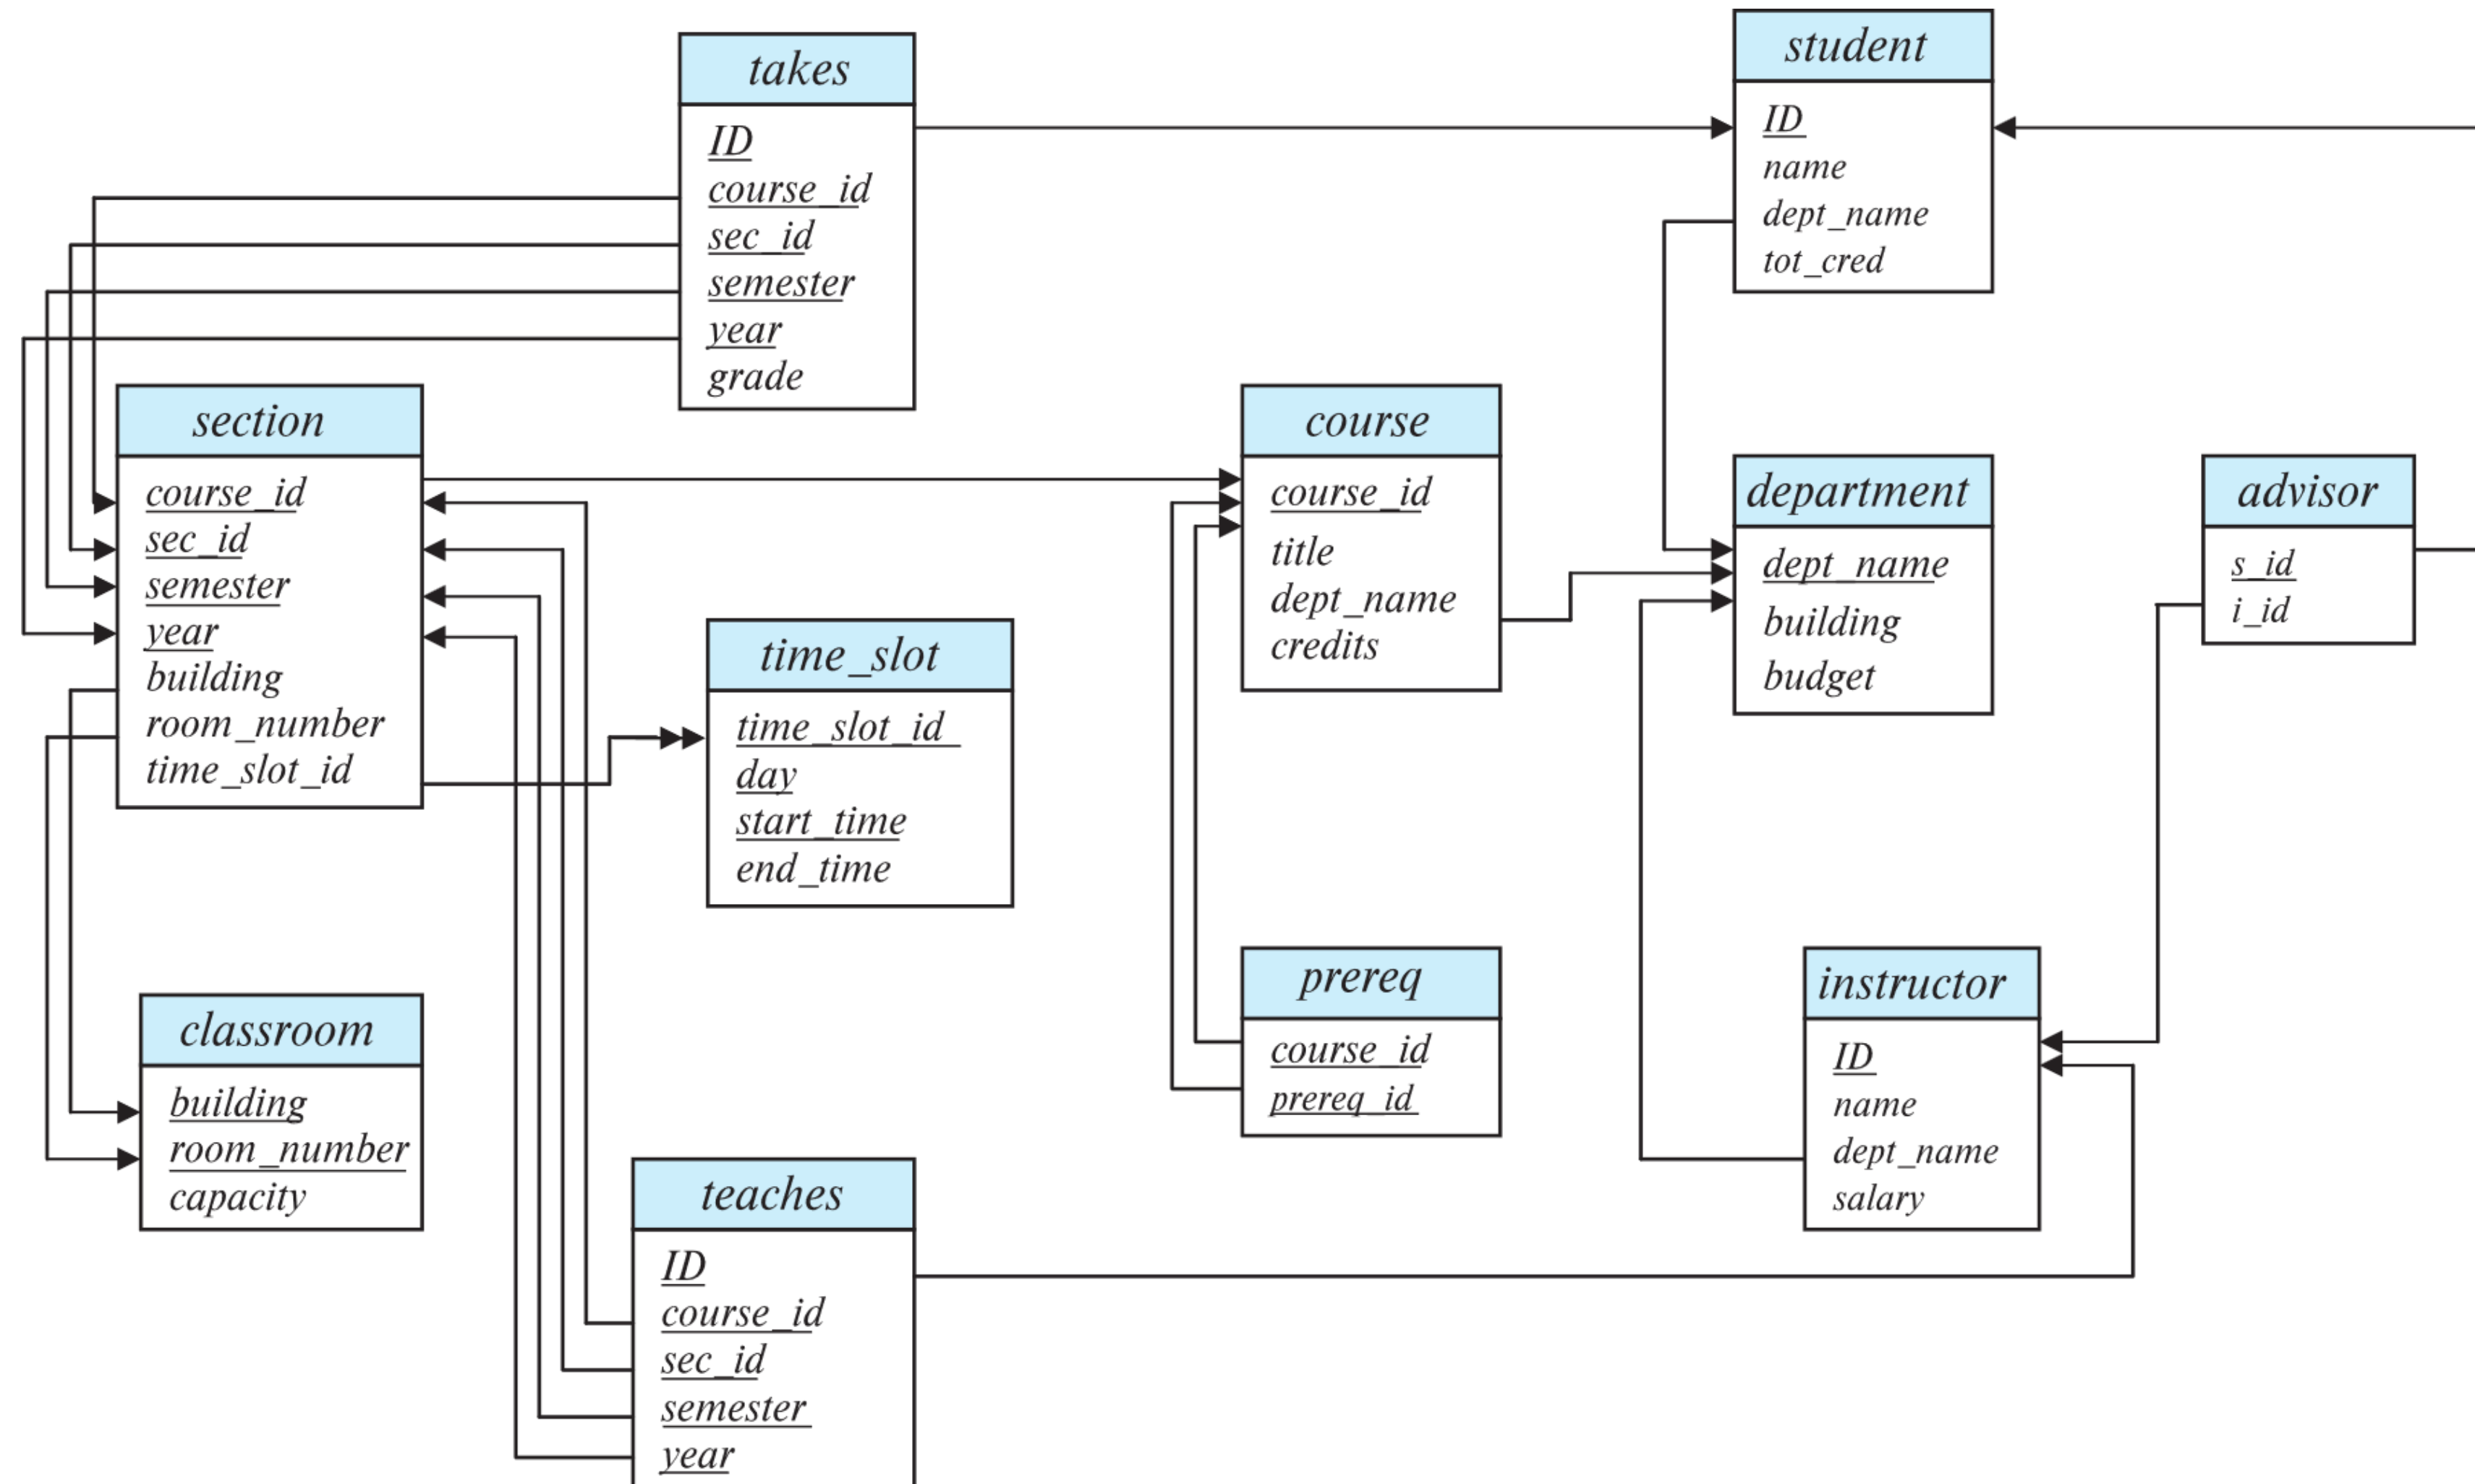 takes
ID
course_id
sec_id
semester
year
grade
student
ID
name
dept_name
tot_cred
section
course_id
sec_id
semester
year
building
room_number
time_slot_id
time_slot
time_slot_id
day
start_time
end_time
course
course_id
title
dept_name
credits
department
dept_name
building
budget
advisor
s_id
i_id
classroom
building
room_number
capacity
prereq
course_id
prereq_id
instructor
ID
name
dept_name
salary
teaches
ID
course_id
sec_id
semester
year